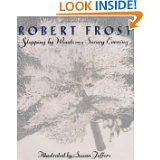 LOOK INSIDE!
ROBERT FROST
Stopping by Woods on a Snowy Evening
Illustrated by Susan Jeffers